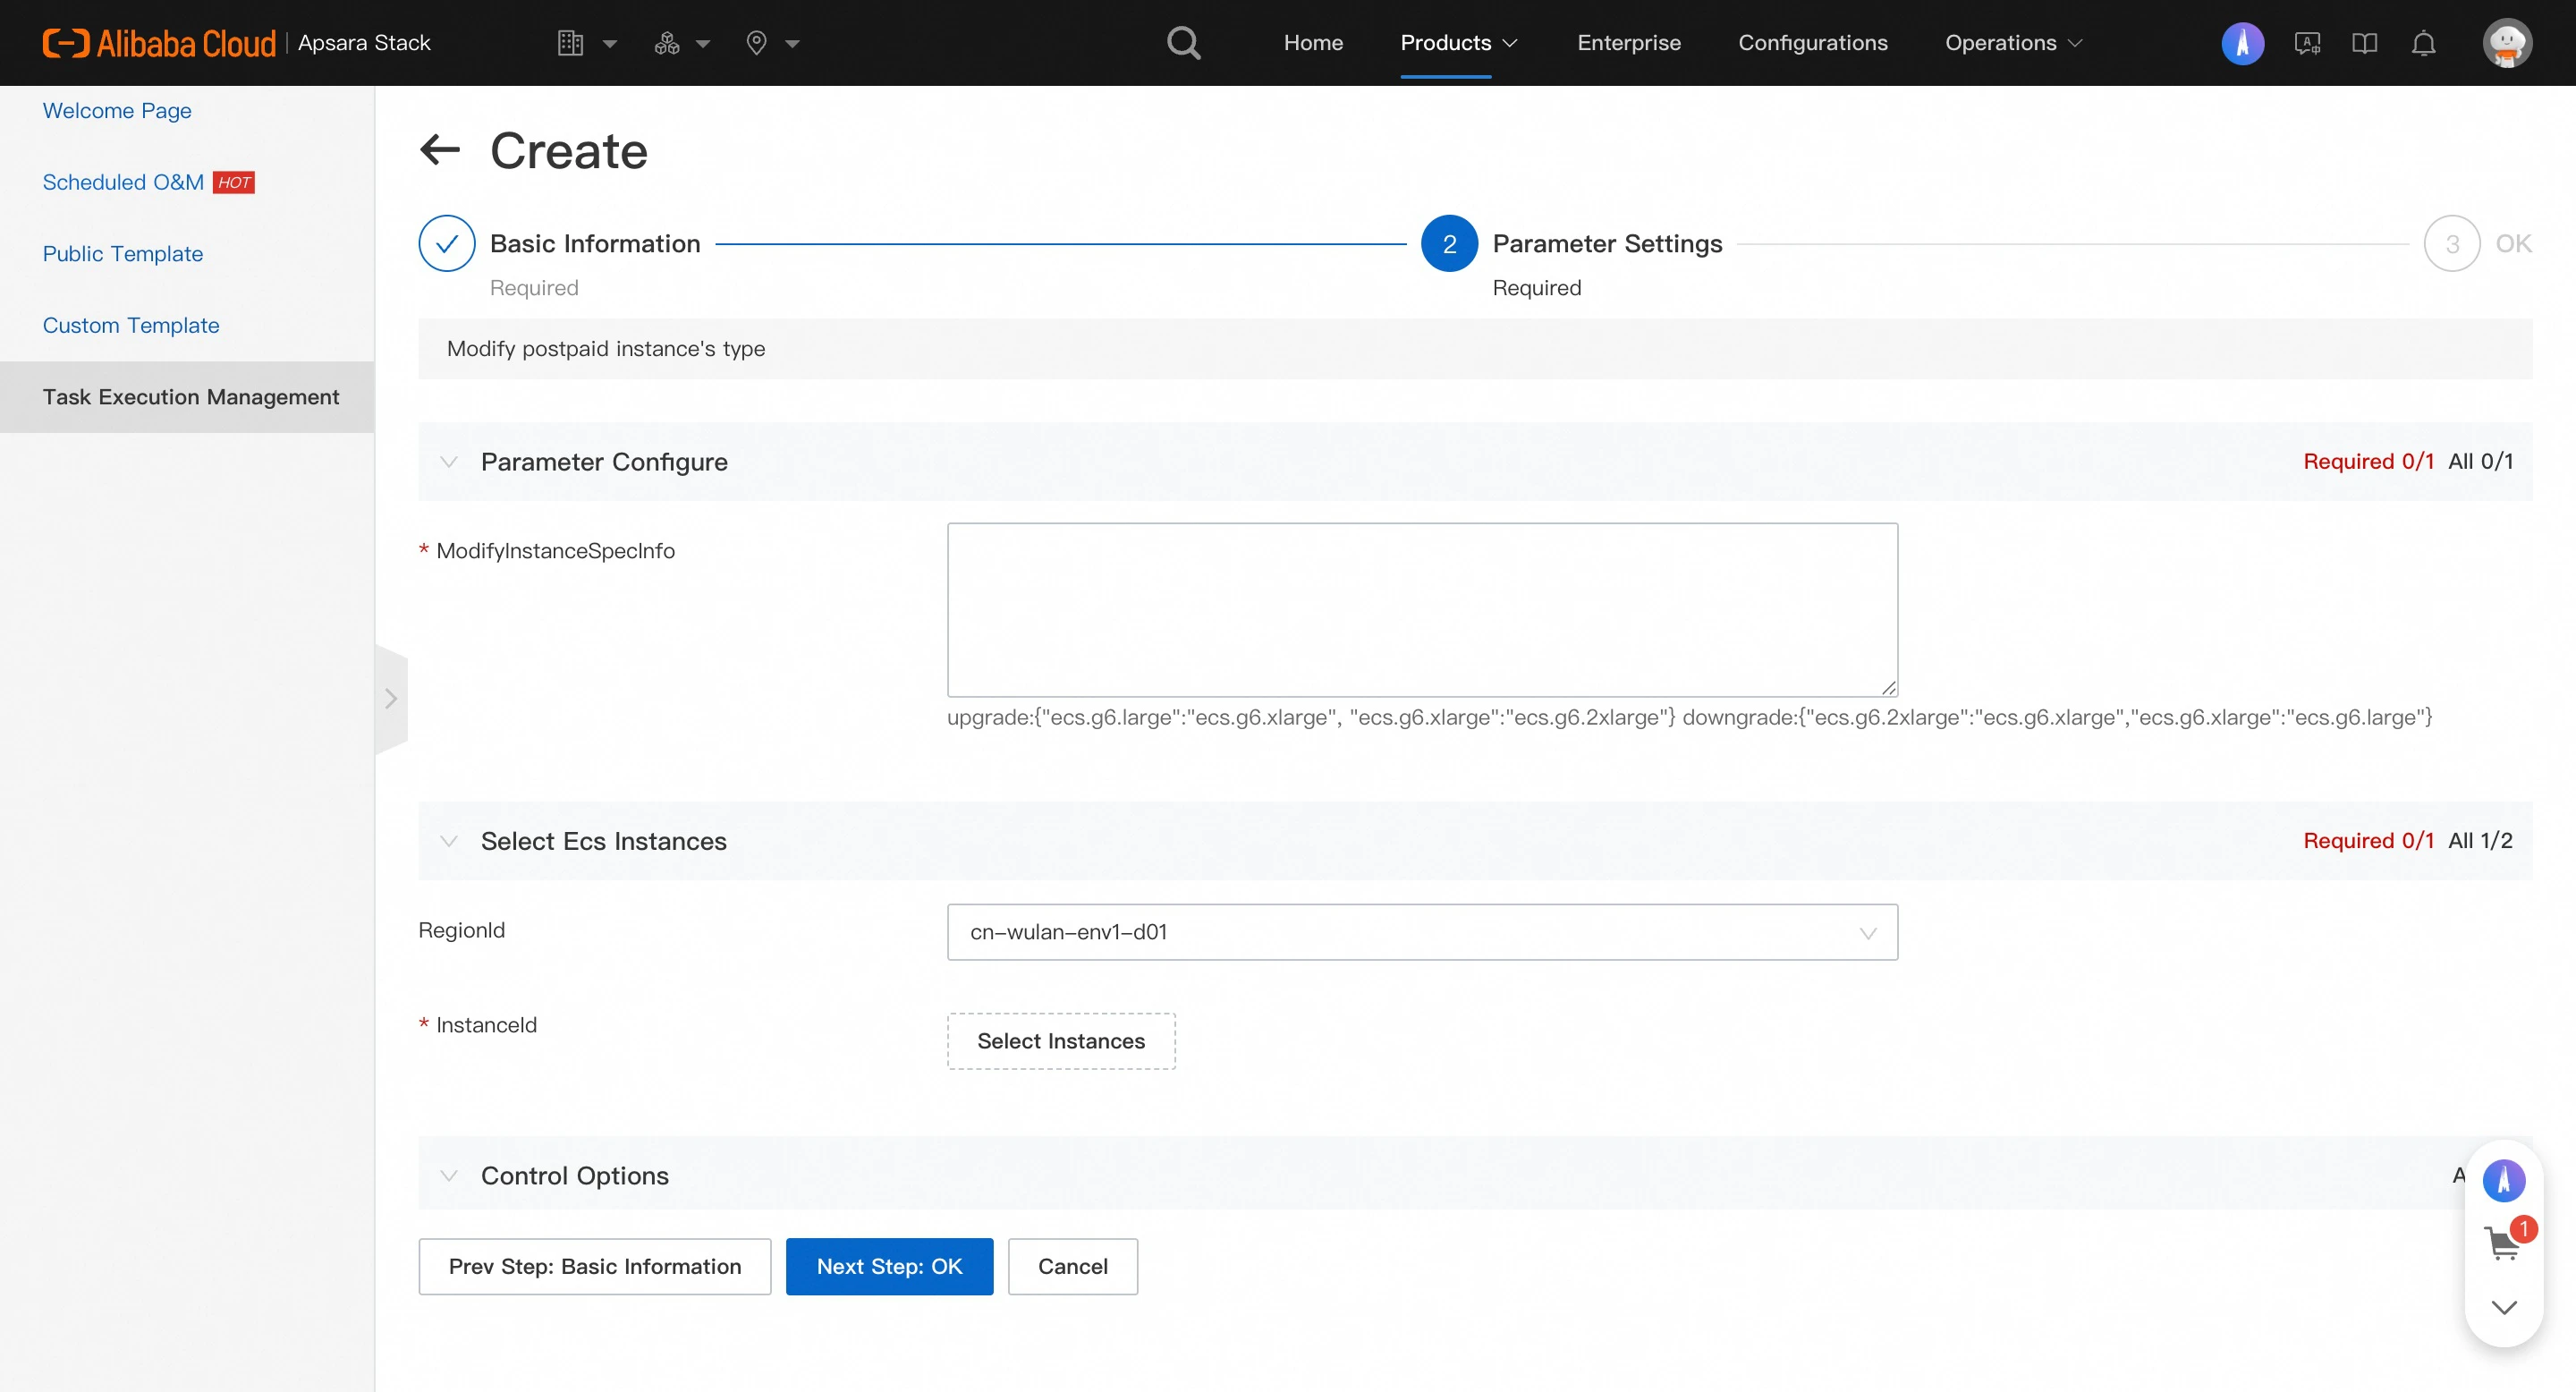 Alibaba Cloud | Apsara Stack
Home Products Enterprise Configurations Operations
Welcome Page
Scheduled O&M HOT
Public Template
Custom Template
Task Execution Management
Create
Basic Information
Required
2 Parameter Settings
Required
3 OK
Modify postpaid instance's type
Parameter Configure Required 0/1 All 0/1
* ModifyInstanceSpecInfo
upgrade:{"ecs.g6.large":"ecs.g6.xlarge", "ecs.g6.xlarge":"ecs.g6.2xlarge"} downgrade:{"ecs.g6.2xlarge":"ecs.g6.xlarge","ecs.g6.xlarge":"ecs.g6.large"}
Select Ecs Instances Required 0/1 All 1/2
RegionId cn-wulan-env1-d01
* InstanceId Select Instances
Control Options
1
Prev Step: Basic Information Next Step: OK Cancel